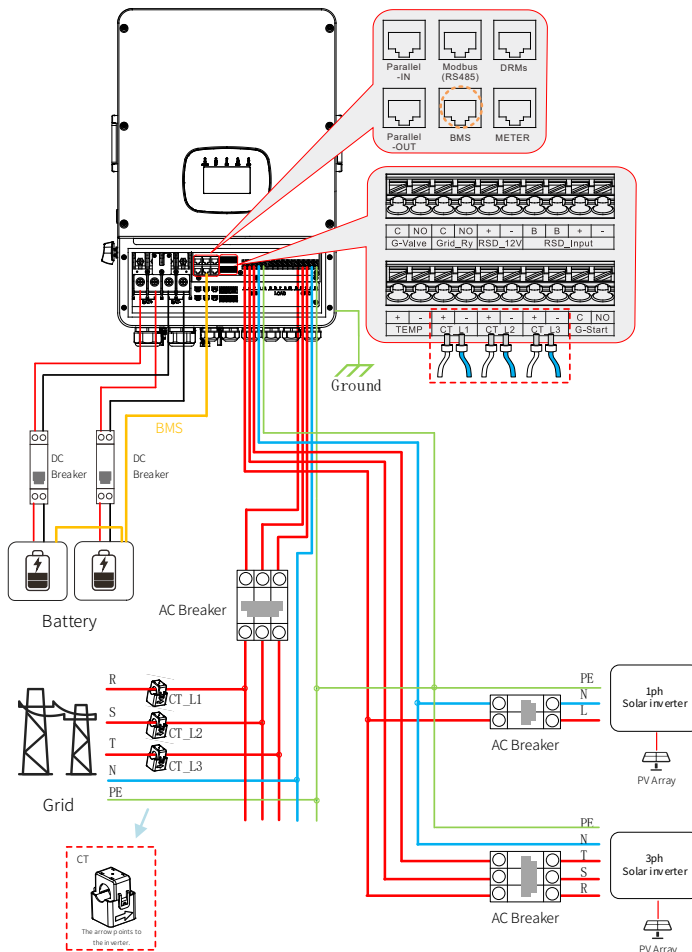 Parallel
-IN
Modbus
(RS485)
DRMs
Parallel
-OUT
BMS
METER
C NO C NO + - B B + -
G-Valve Grid_Ry RSD_12V RSD_Input
+ - + - + - + - C NO
TEMP CT_L1 CT_L2 CT_L3 G-Start
Ground
BMS
DC
Breaker
DC
Breaker
Battery
AC Breaker
R
CT_L1
S
CT_L2
T
CT_L3
N
PE
Grid
CT
The arrow points to
the inverter.
PE
N
L
AC Breaker
1ph
Solar inverter
PV Array
PE
N
T
S
R
AC Breaker
3ph
Solar inverter
PV Array